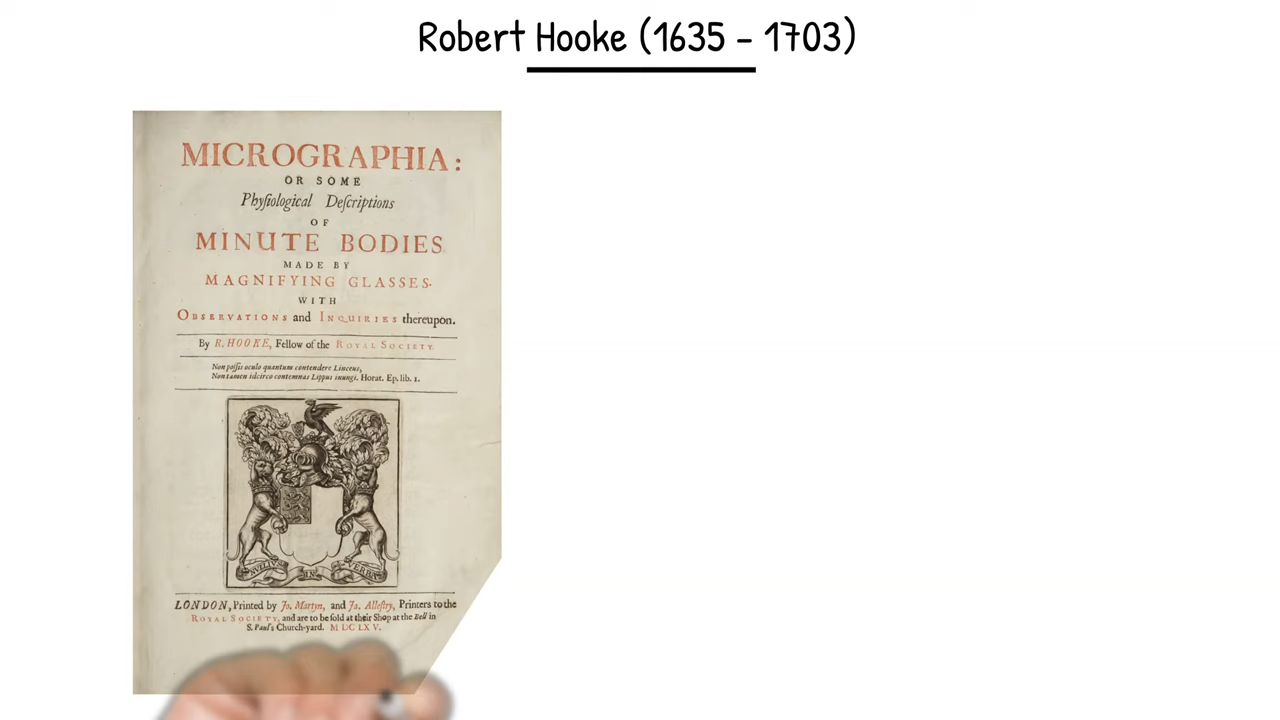 Robert Hooke (1635 – 1703)
MICROGRAPHIA:
OR SOME
Phyſiological Deſcriptions
OF
MINUTE BODIES
MADE BY
MAGNIFYING GLASSES.
WITH
OBSERVATIONS and INQUIRIES thereupon.
By R. HOOKE, Fellow of the ROYAL SOCIETY.
Non poſſis oculo quantum contendere Linceus,
Non tamen idcirco contemnas Lippus inungi. Horat. Ep. lib. 1.
NULLIUS IN VERBA
LONDON, Printed by Jo. Martyn, and Ja. Alleſtry, Printers to the
ROYAL SOCIETY, and are to be ſold at their Shop at the Bell in
S. Paul's Church-yard. M DC LX V.